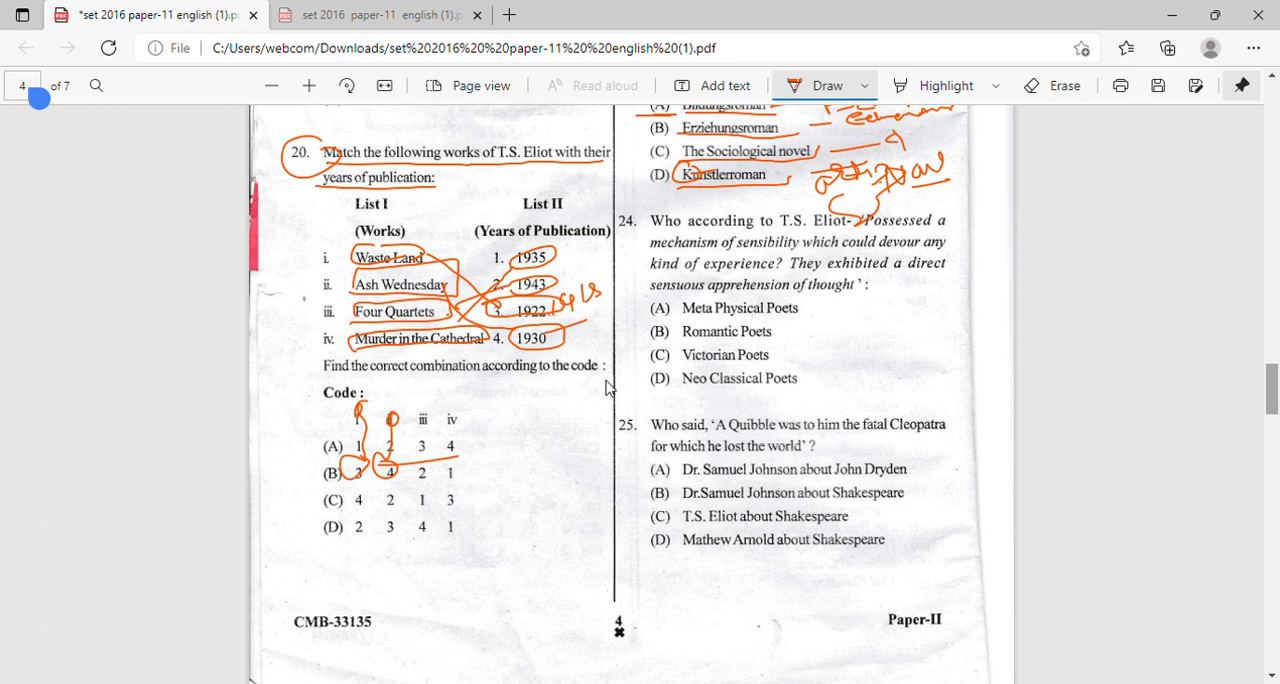 *set 2016 paper-11 english (1).p
set 2016 paper-11 english (1).p
File
C:/Users/webcom/Downloads/set%202016%20%20paper-11%20%20english%20(1).pdf
4 of 7
Page view
Read aloud
Add text
Draw
Highlight
Erase
20. Match the following works of T.S. Eliot with their
years of publication:
List I List II
(Works) (Years of Publication)
i. Waste Land 1. 1935
ii. Ash Wednesday 2. 1943
iii. Four Quartets 3. 1922
iv. Murder in the Cathedral 4. 1930
Find the correct combination according to the code :
Code :
i ii iii iv
(A) 1 2 3 4
(B) 3 4 2 1
(C) 4 2 1 3
(D) 2 3 4 1
(A) Bildungsroman
(B) Erziehungsroman
(C) The Sociological novel
(D) Kunstlerroman
24. Who according to T.S. Eliot- 'Possessed a
mechanism of sensibility which could devour any
kind of experience? They exhibited a direct
sensuous apprehension of thought' :
(A) Meta Physical Poets
(B) Romantic Poets
(C) Victorian Poets
(D) Neo Classical Poets
25. Who said, 'A Quibble was to him the fatal Cleopatra
for which he lost the world' ?
(A) Dr. Samuel Johnson about John Dryden
(B) Dr.Samuel Johnson about Shakespeare
(C) T.S. Eliot about Shakespeare
(D) Mathew Arnold about Shakespeare
CMB-33135
4
Paper-II